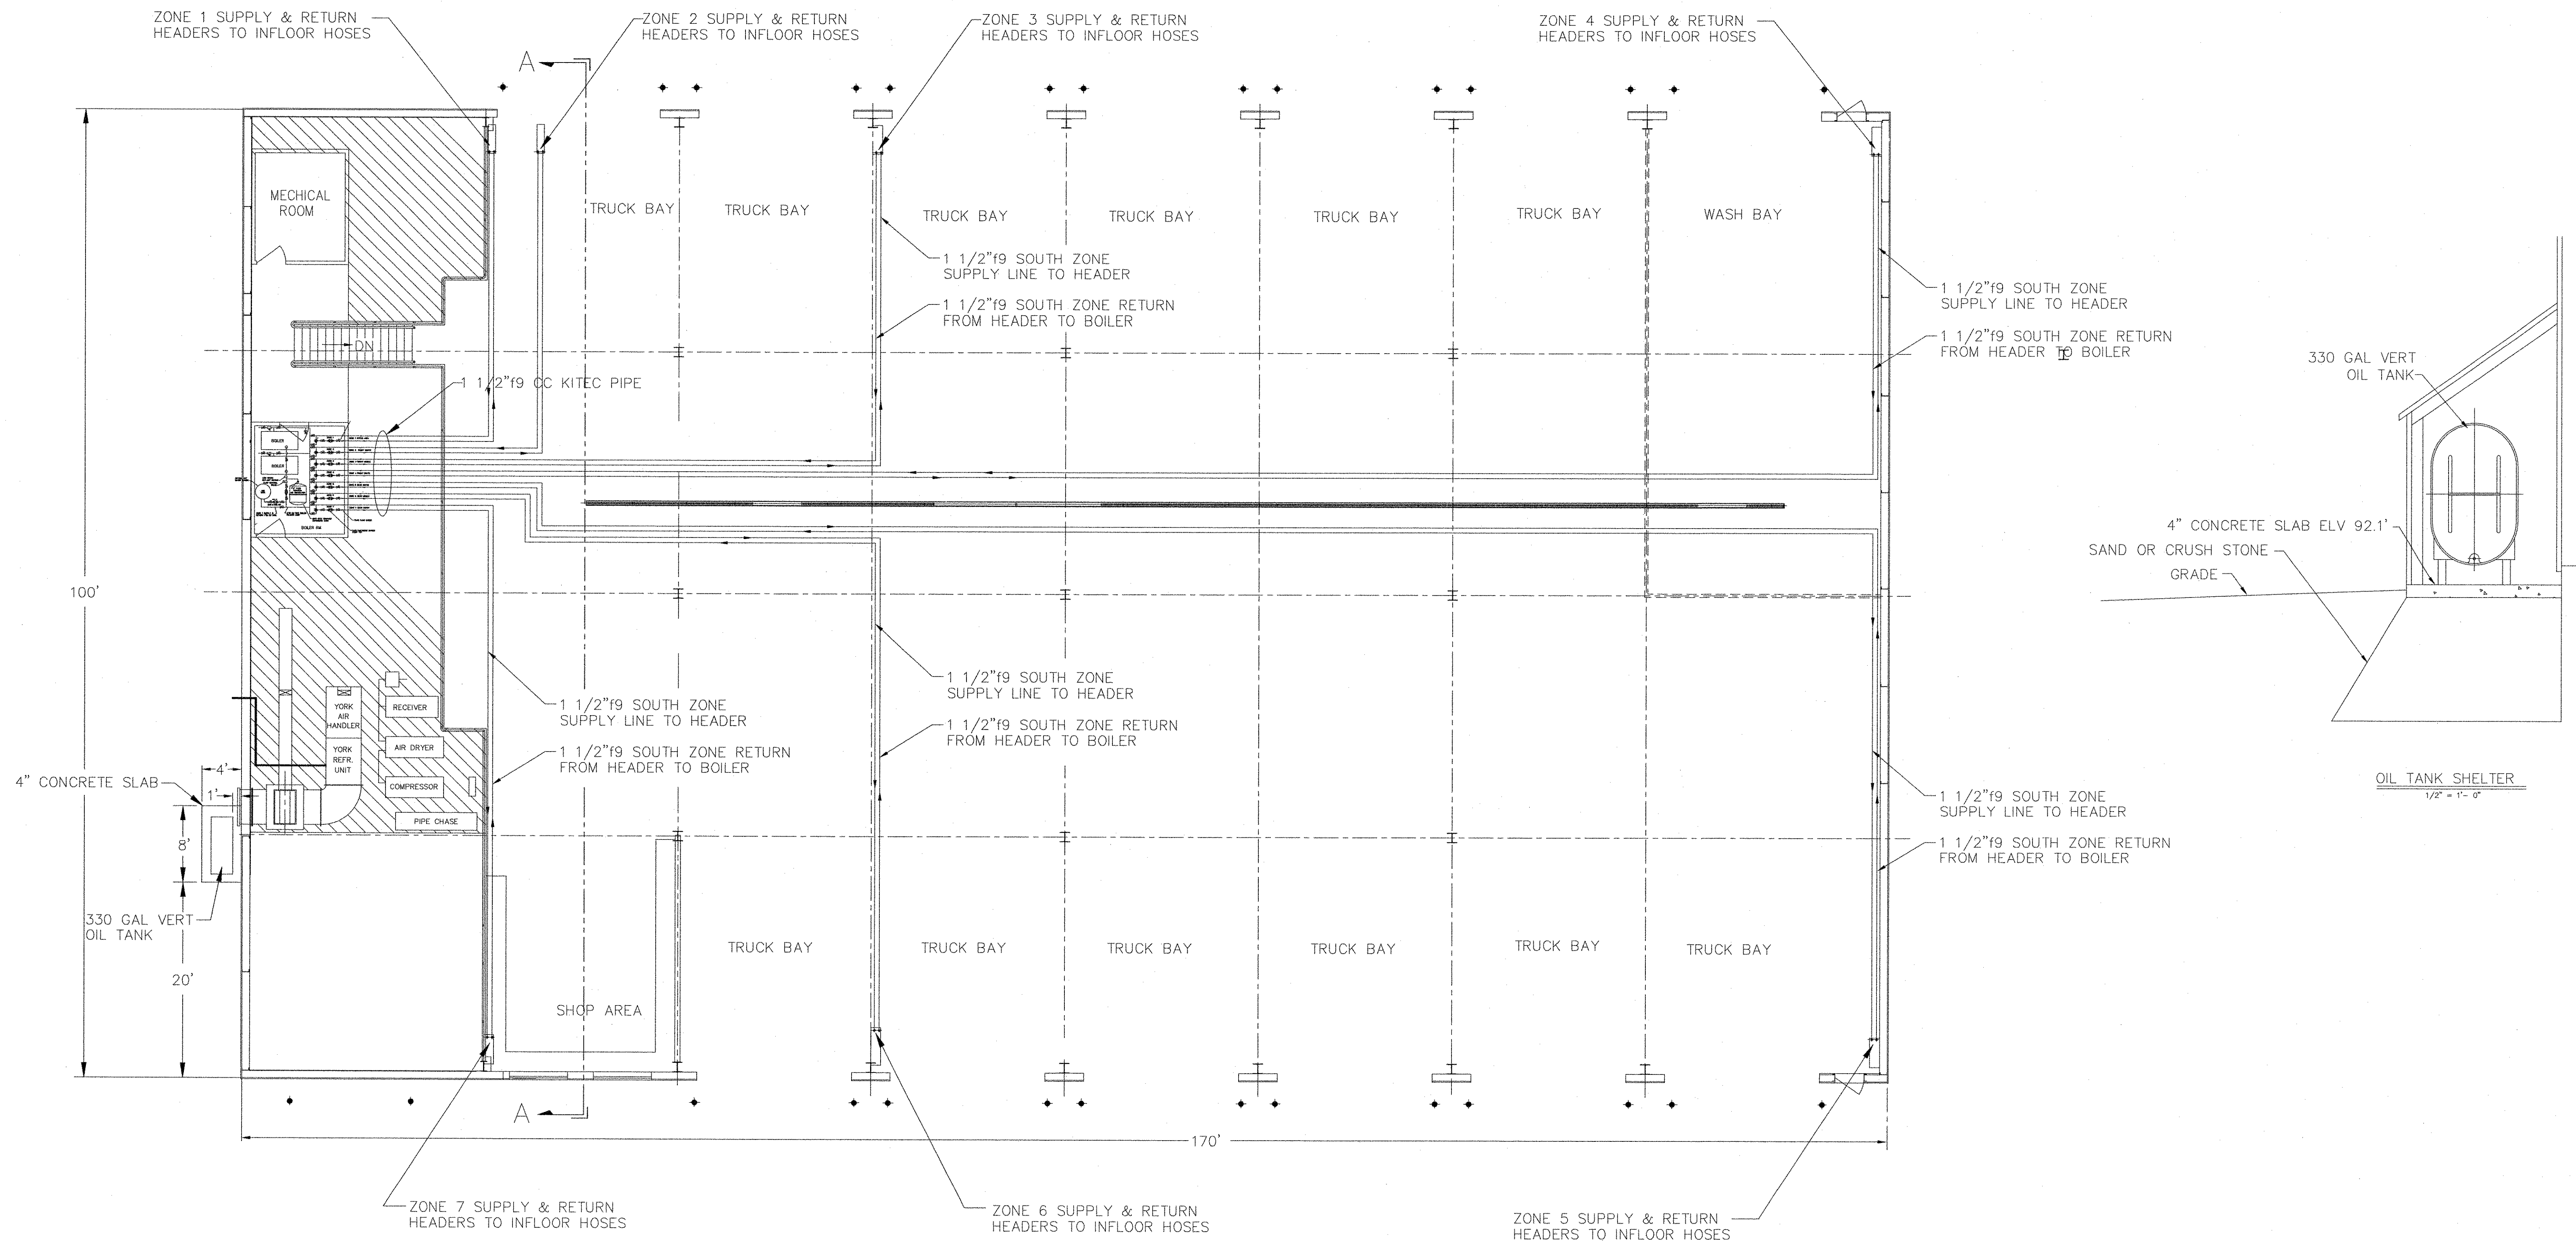 ZONE 1 SUPPLY & RETURN
HEADERS TO INFLOOR HOSES
ZONE 2 SUPPLY & RETURN
HEADERS TO INFLOOR HOSES
ZONE 3 SUPPLY & RETURN
HEADERS TO INFLOOR HOSES
ZONE 4 SUPPLY & RETURN
HEADERS TO INFLOOR HOSES
A
MECHICAL
ROOM
TRUCK BAY
TRUCK BAY
TRUCK BAY
TRUCK BAY
TRUCK BAY
TRUCK BAY
WASH BAY
1 1/2"f9 SOUTH ZONE
SUPPLY LINE TO HEADER
1 1/2"f9 SOUTH ZONE RETURN
FROM HEADER TO BOILER
1 1/2"f9 SOUTH ZONE
SUPPLY LINE TO HEADER
1 1/2"f9 SOUTH ZONE RETURN
FROM HEADER TO BOILER
DN
1 1/2"f9 CC KITEC PIPE
BOILER
BOILER
BOILER RM
100'
330 GAL VERT
OIL TANK
4" CONCRETE SLAB ELV 92.1'
SAND OR CRUSH STONE
GRADE
OIL TANK SHELTER
1/2" = 1'- 0"
1 1/2"f9 SOUTH ZONE
SUPPLY LINE TO HEADER
1 1/2"f9 SOUTH ZONE RETURN
FROM HEADER TO BOILER
1 1/2"f9 SOUTH ZONE
SUPPLY LINE TO HEADER
1 1/2"f9 SOUTH ZONE RETURN
FROM HEADER TO BOILER
1 1/2"f9 SOUTH ZONE
SUPPLY LINE TO HEADER
1 1/2"f9 SOUTH ZONE RETURN
FROM HEADER TO BOILER
YORK
AIR
HANDLER
YORK
REFR.
UNIT
RECEIVER
AIR DRYER
COMPRESSOR
PIPE CHASE
4'
4" CONCRETE SLAB
1'
8'
330 GAL VERT
OIL TANK
20'
SHOP AREA
TRUCK BAY
TRUCK BAY
TRUCK BAY
TRUCK BAY
TRUCK BAY
TRUCK BAY
A
170'
ZONE 7 SUPPLY & RETURN
HEADERS TO INFLOOR HOSES
ZONE 6 SUPPLY & RETURN
HEADERS TO INFLOOR HOSES
ZONE 5 SUPPLY & RETURN
HEADERS TO INFLOOR HOSES